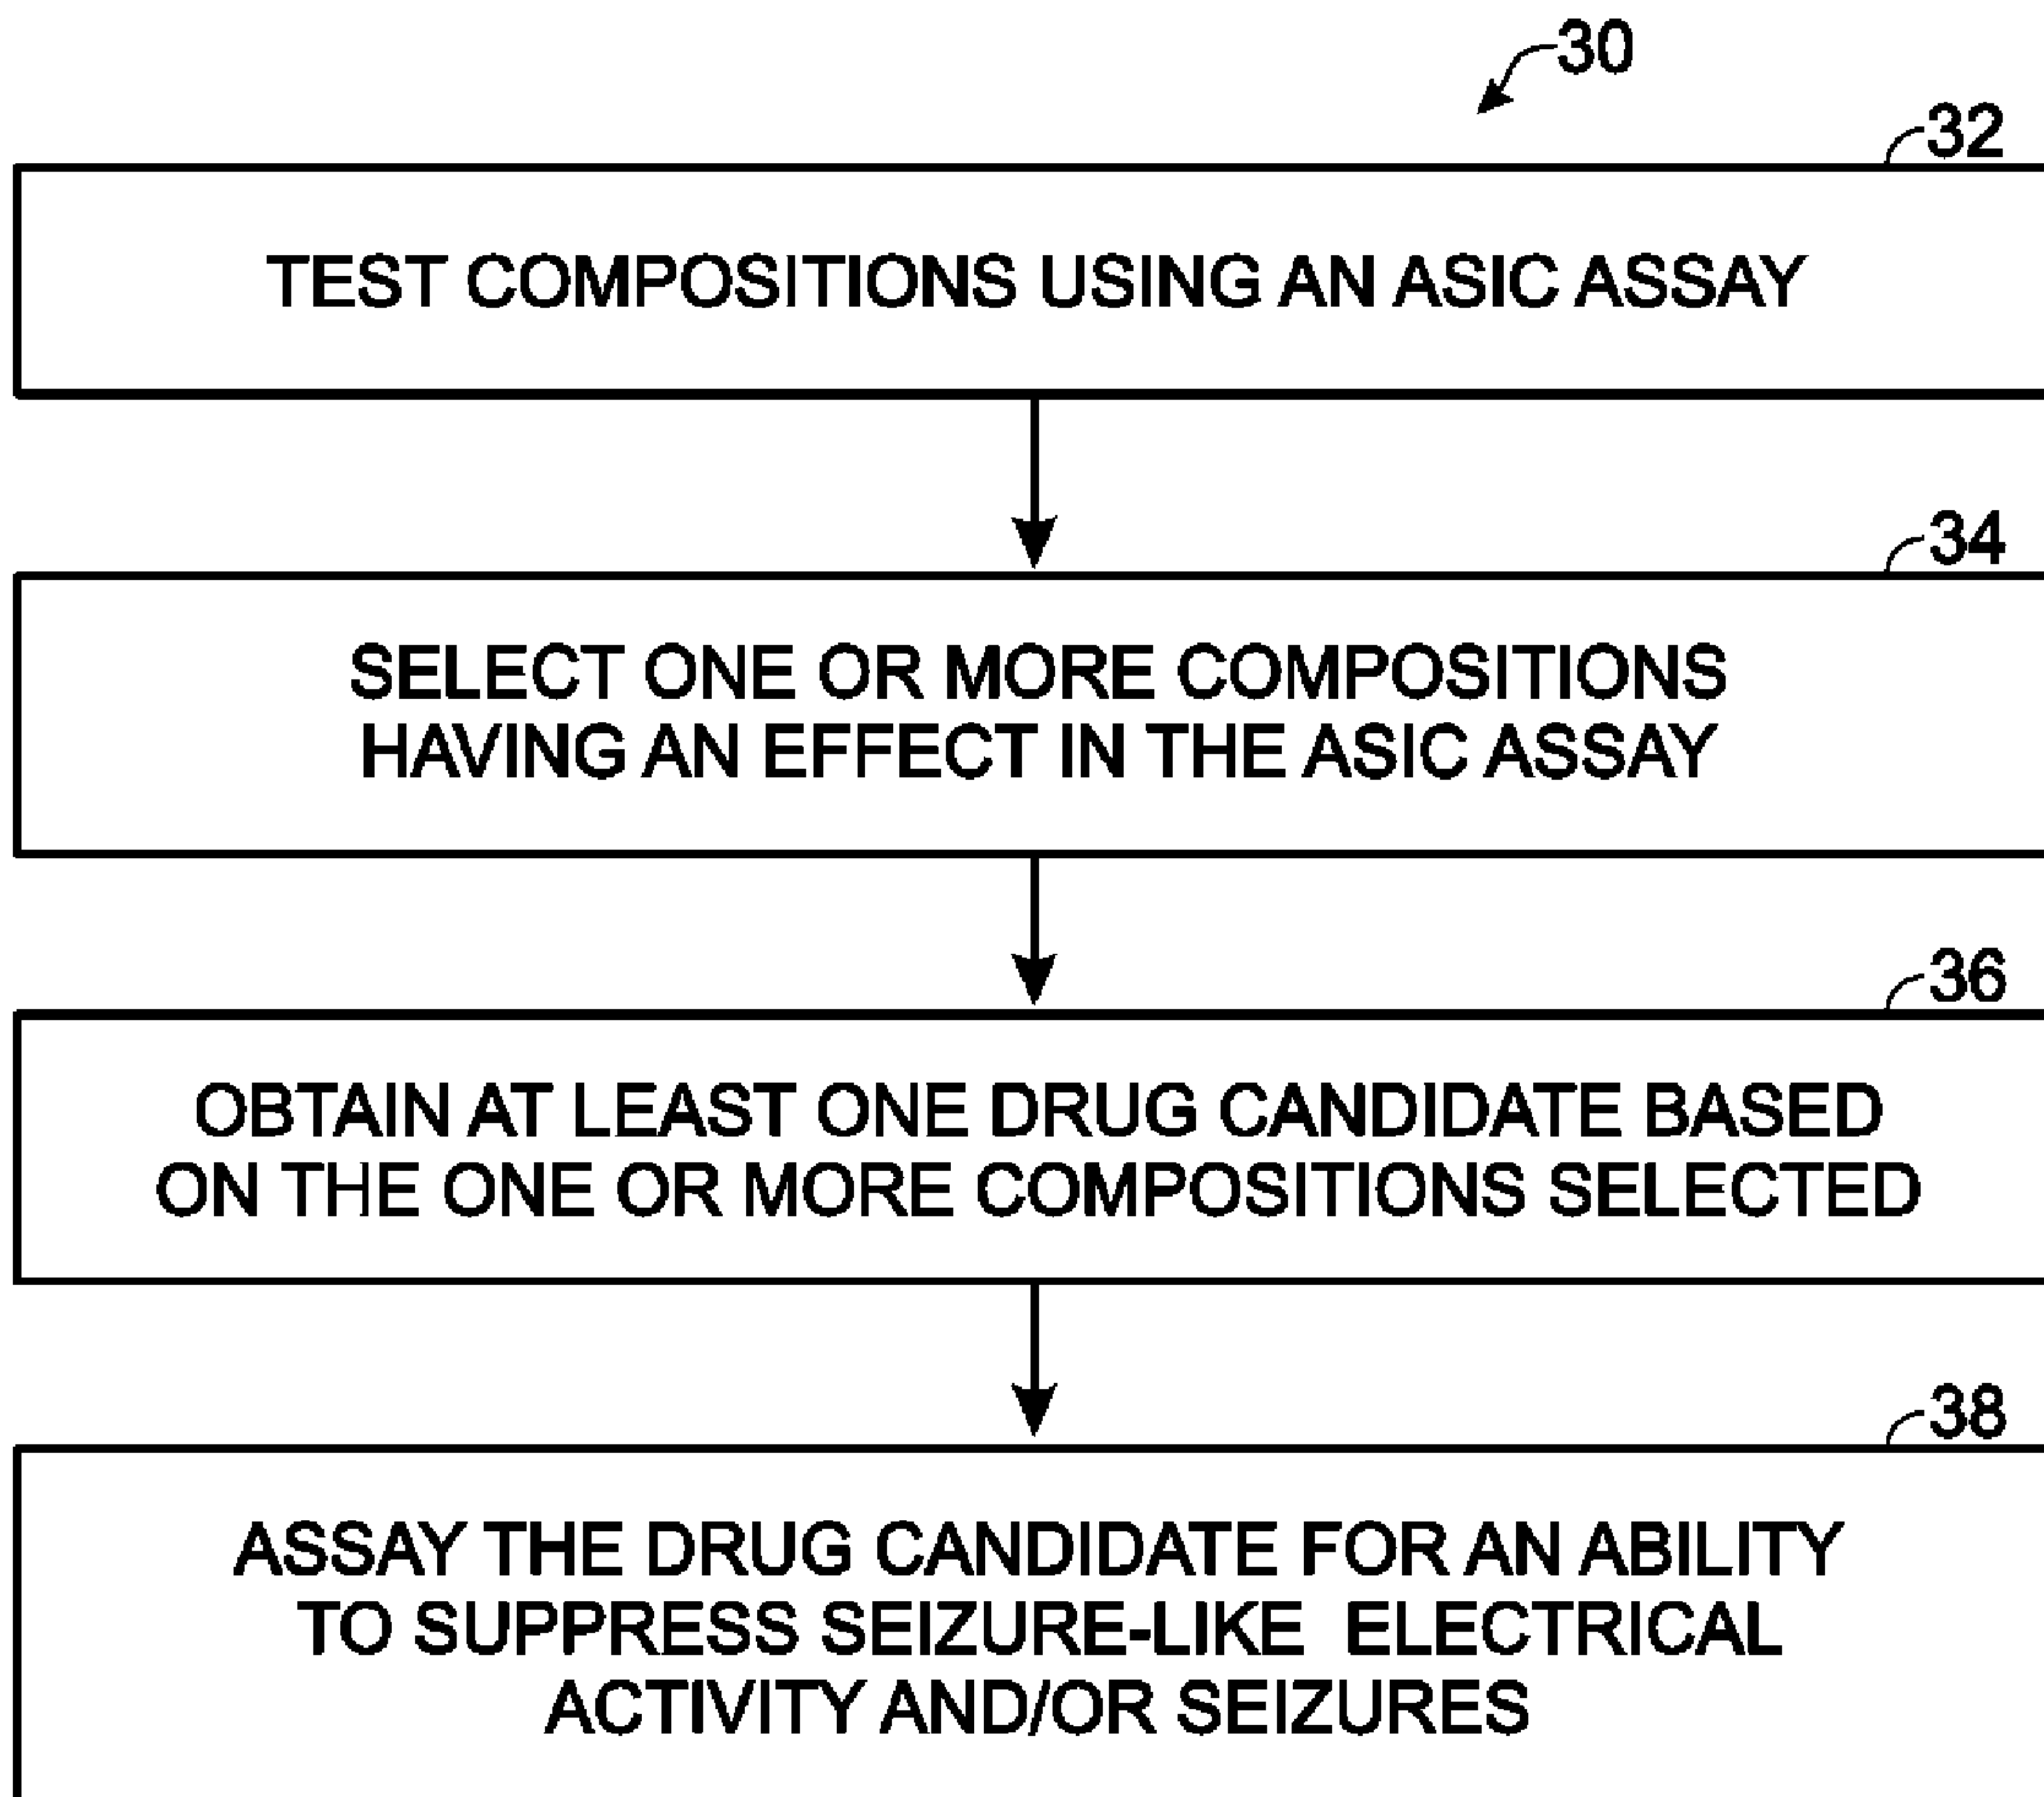 30
32
TEST COMPOSITIONS USING AN ASIC ASSAY
34
SELECT ONE OR MORE COMPOSITIONS
HAVING AN EFFECT IN THE ASIC ASSAY
36
OBTAIN AT LEAST ONE DRUG CANDIDATE BASED
ON THE ONE OR MORE COMPOSITIONS SELECTED
38
ASSAY THE DRUG CANDIDATE FOR AN ABILITY
TO SUPPRESS SEIZURE-LIKE ELECTRICAL
ACTIVITY AND/OR SEIZURES